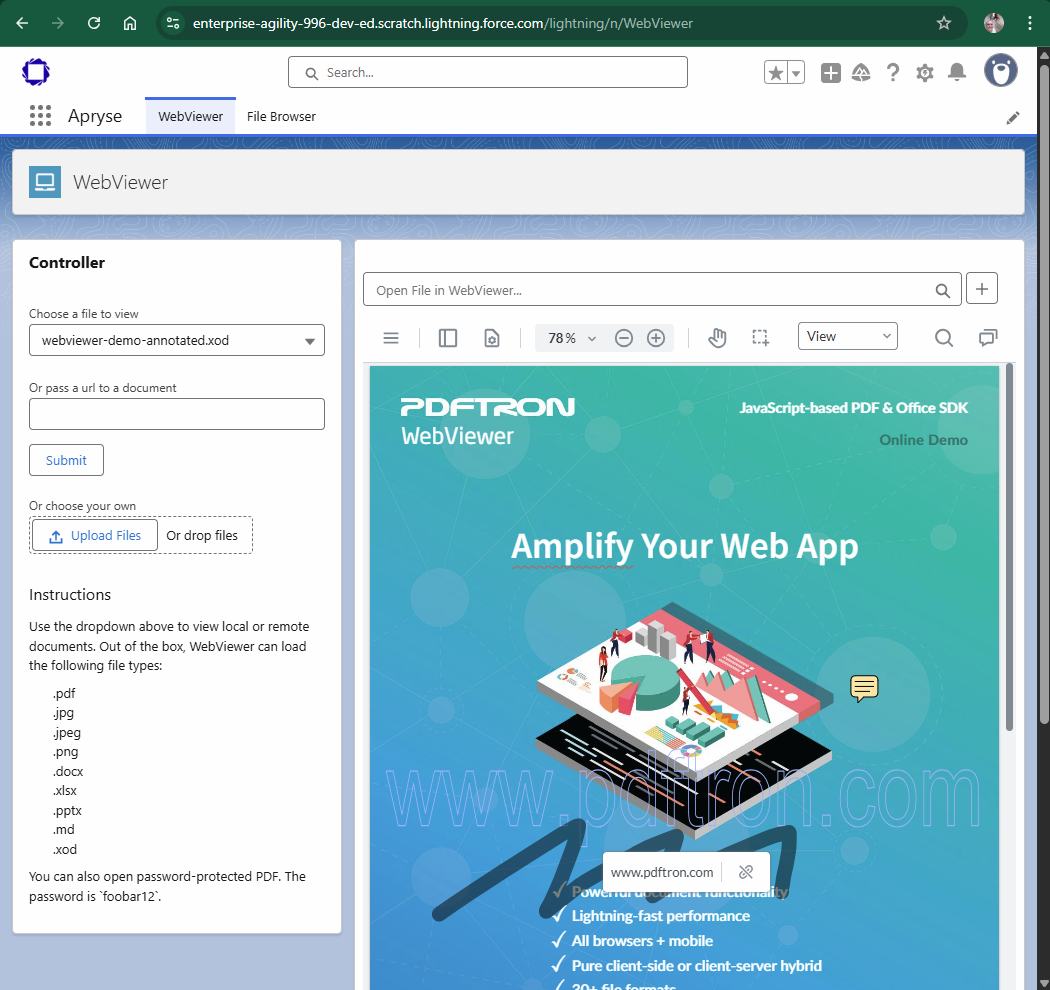 enterprise-agility-996-dev-ed.scratch.lightning.force.com/lightning/n/WebViewer
Search...
Apryse
WebViewer
File Browser
WebViewer
Controller
Choose a file to view
webviewer-demo-annotated.xod
Or pass a url to a document
Submit
Or choose your own
Upload Files
Or drop files
Instructions
Use the dropdown above to view local or remote
documents. Out of the box, WebViewer can load
the following file types:
.pdf
.jpg
.jpeg
.png
.docx
.xlsx
.pptx
.md
.xod
You can also open password-protected PDF. The
password is `foobar12`.
Open File in WebViewer...
78%
View
PDFTRON
WebViewer
JavaScript-based PDF & Office SDK
Online Demo
Amplify Your Web App
www.pdftron.com
www.pdftron.com
✓ Powerful document functionality
✓ Lightning-fast performance
✓ All browsers + mobile
✓ Pure client-side or client-server hybrid
✓ 20+ file formats